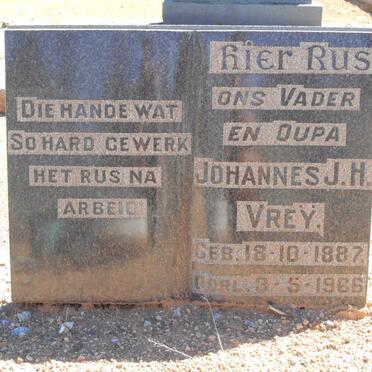 DIE HANDE WAT
SO HARD GEWERK
HET RUS NA
ARBEID
Hier Rus
ONS VADER
EN OUPA
JOHANNES J.H.
VREY.
GEB. 18-10-1887.
OORL. 3-5-1966